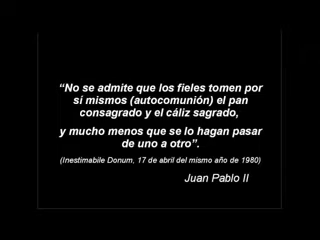 “No se admite que los fieles tomen por
sí mismos (autocomunión) el pan
consagrado y el cáliz sagrado,
y mucho menos que se lo hagan pasar
de uno a otro”.
(Inestimabile Donum, 17 de abril del mismo año de 1980)
Juan Pablo II